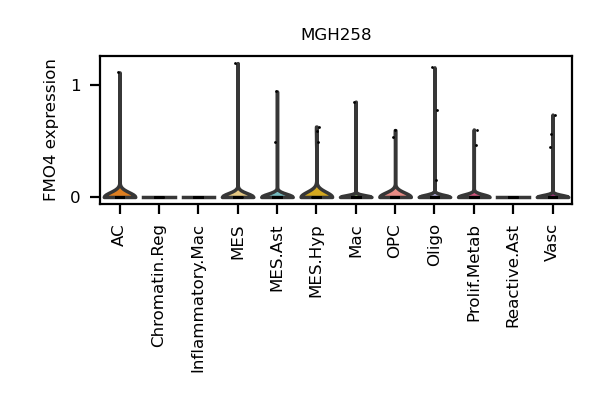 MGH258
FMO4 expression
1
0
AC
Chromatin.Reg
Inflammatory.Mac
MES
MES.Ast
MES.Hyp
Mac
OPC
Oligo
Prolif.Metab
Reactive.Ast
Vasc